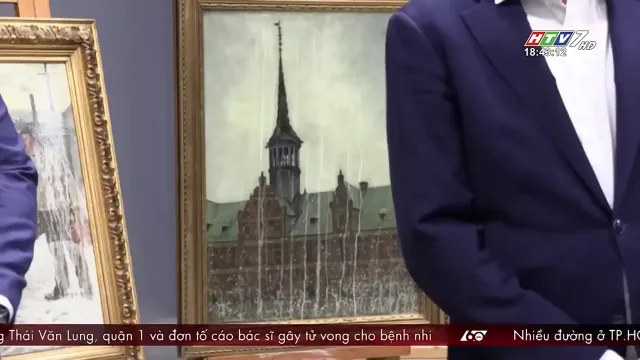 HTV7 HD
18:43:12
g Thái Văn Lung, quận 1 và đơn tố cáo bác sĩ gây tử vong cho bệnh nhi
60
Nhiều đường ở TP.HC